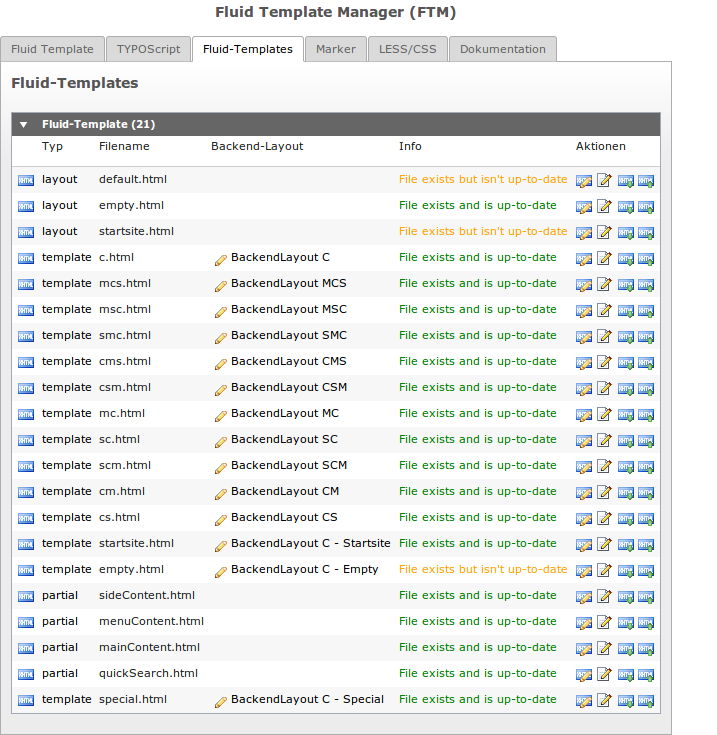 Fluid Template Manager (FTM)
Fluid Template TYPOScript Fluid-Templates Marker LESS/CSS Dokumentation
Fluid-Templates
Fluid-Template (21)
Typ Filename Backend-Layout Info Aktionen
layout default.html File exists but isn't up-to-date
layout empty.html File exists and is up-to-date
layout startsite.html File exists but isn't up-to-date
template c.html BackendLayout C File exists and is up-to-date
template mcs.html BackendLayout MCS File exists and is up-to-date
template msc.html BackendLayout MSC File exists and is up-to-date
template smc.html BackendLayout SMC File exists and is up-to-date
template cms.html BackendLayout CMS File exists and is up-to-date
template csm.html BackendLayout CSM File exists and is up-to-date
template mc.html BackendLayout MC File exists and is up-to-date
template sc.html BackendLayout SC File exists and is up-to-date
template scm.html BackendLayout SCM File exists and is up-to-date
template cm.html BackendLayout CM File exists and is up-to-date
template cs.html BackendLayout CS File exists and is up-to-date
template startsite.html BackendLayout C - Startsite File exists and is up-to-date
template empty.html BackendLayout C - Empty File exists but isn't up-to-date
partial sideContent.html File exists and is up-to-date
partial menuContent.html File exists and is up-to-date
partial mainContent.html File exists and is up-to-date
partial quickSearch.html File exists and is up-to-date
template special.html BackendLayout C - Special File exists and is up-to-date